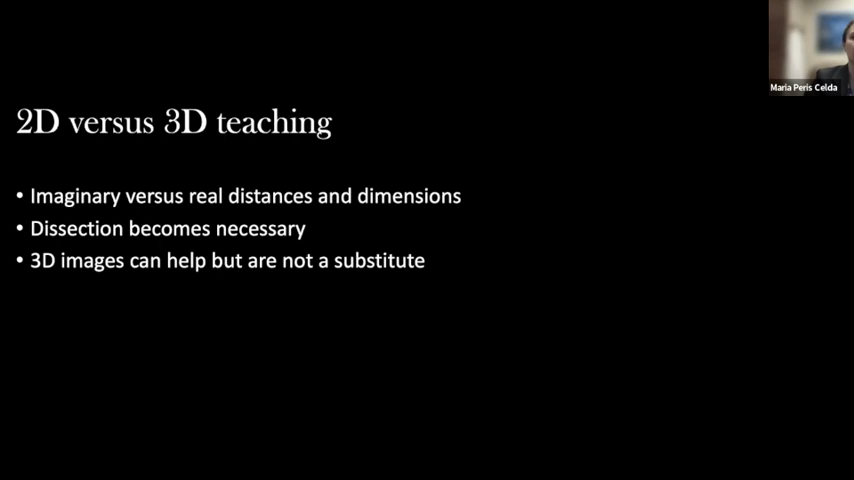 Maria Peris Celda
2D versus 3D teaching
• Imaginary versus real distances and dimensions
• Dissection becomes necessary
• 3D images can help but are not a substitute